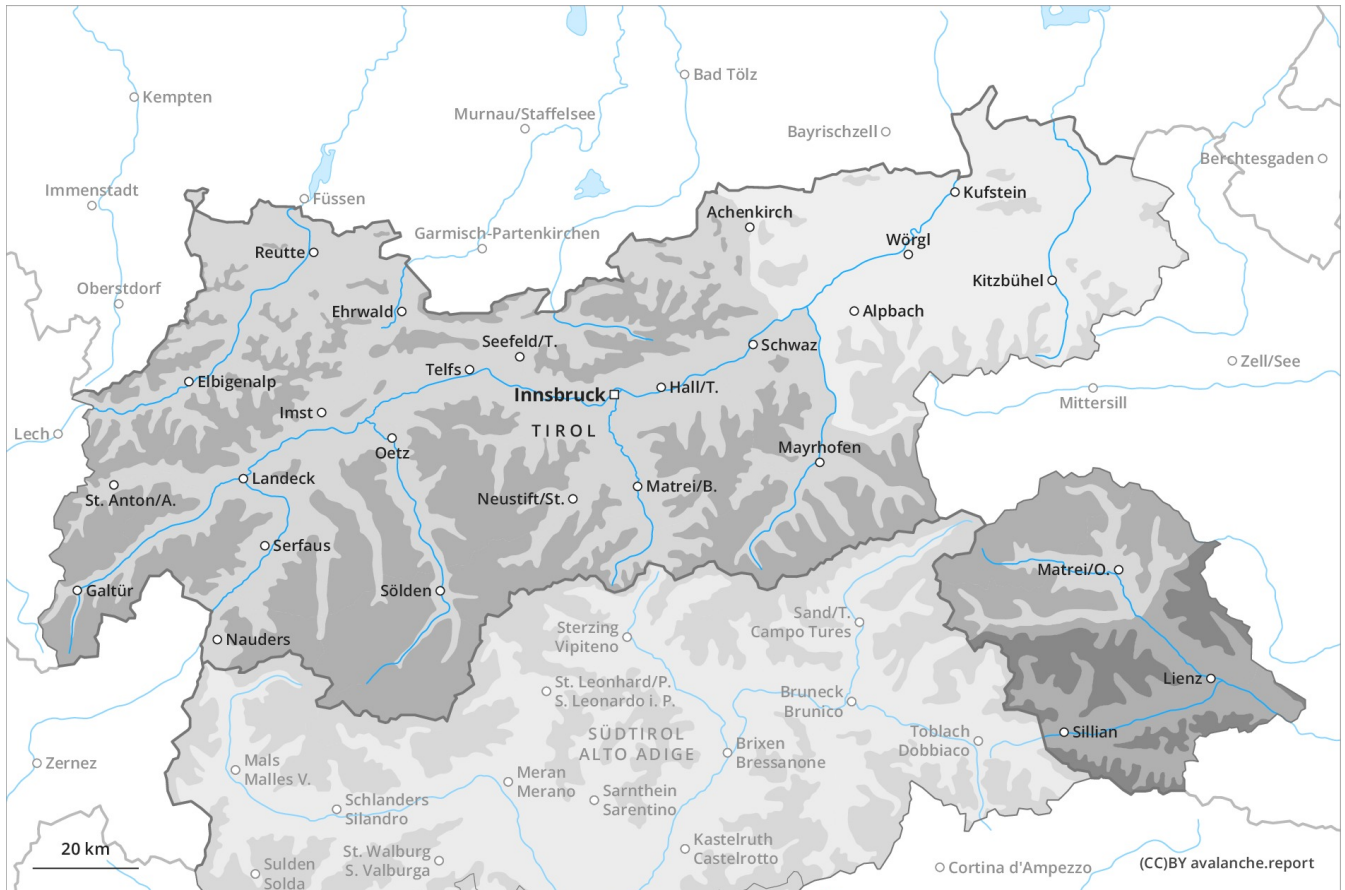 Kempten
Bad Tölz
Murnau/Staffelsee
Bayrischzell
Berchtesgaden
Immenstadt
Füssen
Kufstein
Achenkirch
Garmisch-Partenkirchen
Wörgl
Reutte
Oberstdorf
Kitzbühel
Ehrwald
Alpbach
Seefeld/T.
Schwaz
Zell/See
Telfs
Elbigenalp
Innsbruck
Hall/T.
Mittersill
Imst
TIROL
Lech
Oetz
Mayrhofen
Landeck
Matrei/B.
St. Anton/A.
Neustift/St.
Serfaus
Matrei/O.
Galtür
Sölden
Sand/T.
Campo Tures
Sterzing
Vipiteno
Nauders
Lienz
St. Leonhard/P.
S. Leonardo i. P.
Bruneck
Brunico
Toblach
Dobbiaco
Sillian
SÜDTIROL
ALTO ADIGE
Brixen
Bressanone
Zernez
Mals
Malles V.
Meran
Merano
Sarnthein
Sarentino
Schlanders
Silandro
Kastelruth
Castelrotto
20 km
St. Walburg
S. Valburga
Sulden
Solda
Cortina d'Ampezzo
(CC)BY avalanche.report